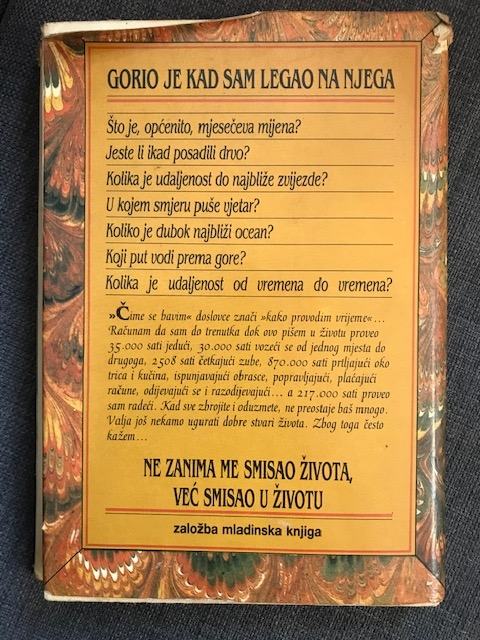 GORIO JE KAD SAM LEGAO NA NJEGA
Što je, općenito, mjesečeva mijena?
Jeste li ikad posadili drvo?
Kolika je udaljenost do najbliže zvijezde?
U kojem smjeru puše vjetar?
Koliko je dubok najbliži ocean?
Koji put vodi prema gore?
Kolika je udaljenost od vremena do vremena?
»Čime se bavim« doslovce znači »kako provodim vrijeme«...
Računam da sam do trenutka dok ovo pišem u životu proveo
35.000 sati jedući, 30.000 sati vozeći se od jednog mjesta do
drugoga, 2508 sati četkajući zube, 870.000 sati prtljajući oko
trica i kučina, ispunjavajući obrasce, popravljajući, plaćajući
račune, odijevajući se i razodijevajući... a 217.000 sati proveo
sam radeći. Kad sve zbrojite i oduzmete, ne preostaje baš mnogo.
Valja još nekamo ugurati dobre stvari života. Zbog toga često
kažem...
NE ZANIMA ME SMISAO ŽIVOTA,
VEĆ SMISAO U ŽIVOTU
založba mladinska knjiga